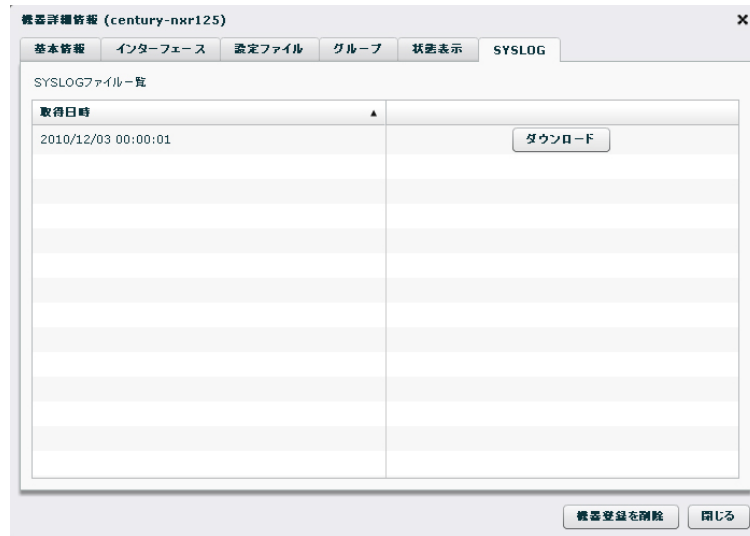 機器詳細情報 (century-nxr125)
基本情報 インターフェース 設定ファイル グループ 状態表示 SYSLOG
SYSLOGファイル一覧
取得日時
2010/12/03 00:00:01 ダウンロード
機器登録を削除 閉じる